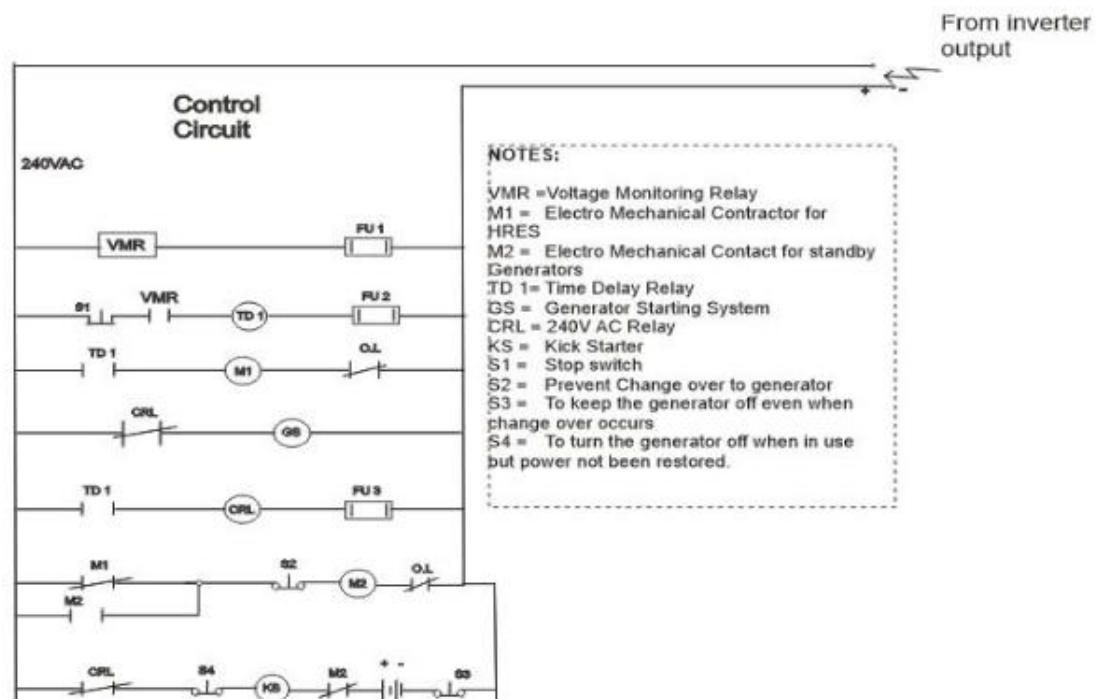 From inverter
output
+ -
Control
Circuit
240VAC
NOTES:
VMR =Voltage Monitoring Relay
M1 = Electro Mechanical Contractor for
HRES
M2 = Electro Mechanical Contact for standby
Generators
TD 1= Time Delay Relay
GS = Generator Starting System
CRL = 240V AC Relay
KS = Kick Starter
S1 = Stop switch
S2 = Prevent Change over to generator
S3 = To keep the generator off even when
change over occurs
S4 = To turn the generator off when in use
but power not been restored.
VMR FU 1
S1 VMR TD 1 FU 2
TD 1 M1 O.L
CRL GS
TD 1 CRL FU 3
M1 S2 M2 O.L
M2
CRL S4 KS M2 + - S3